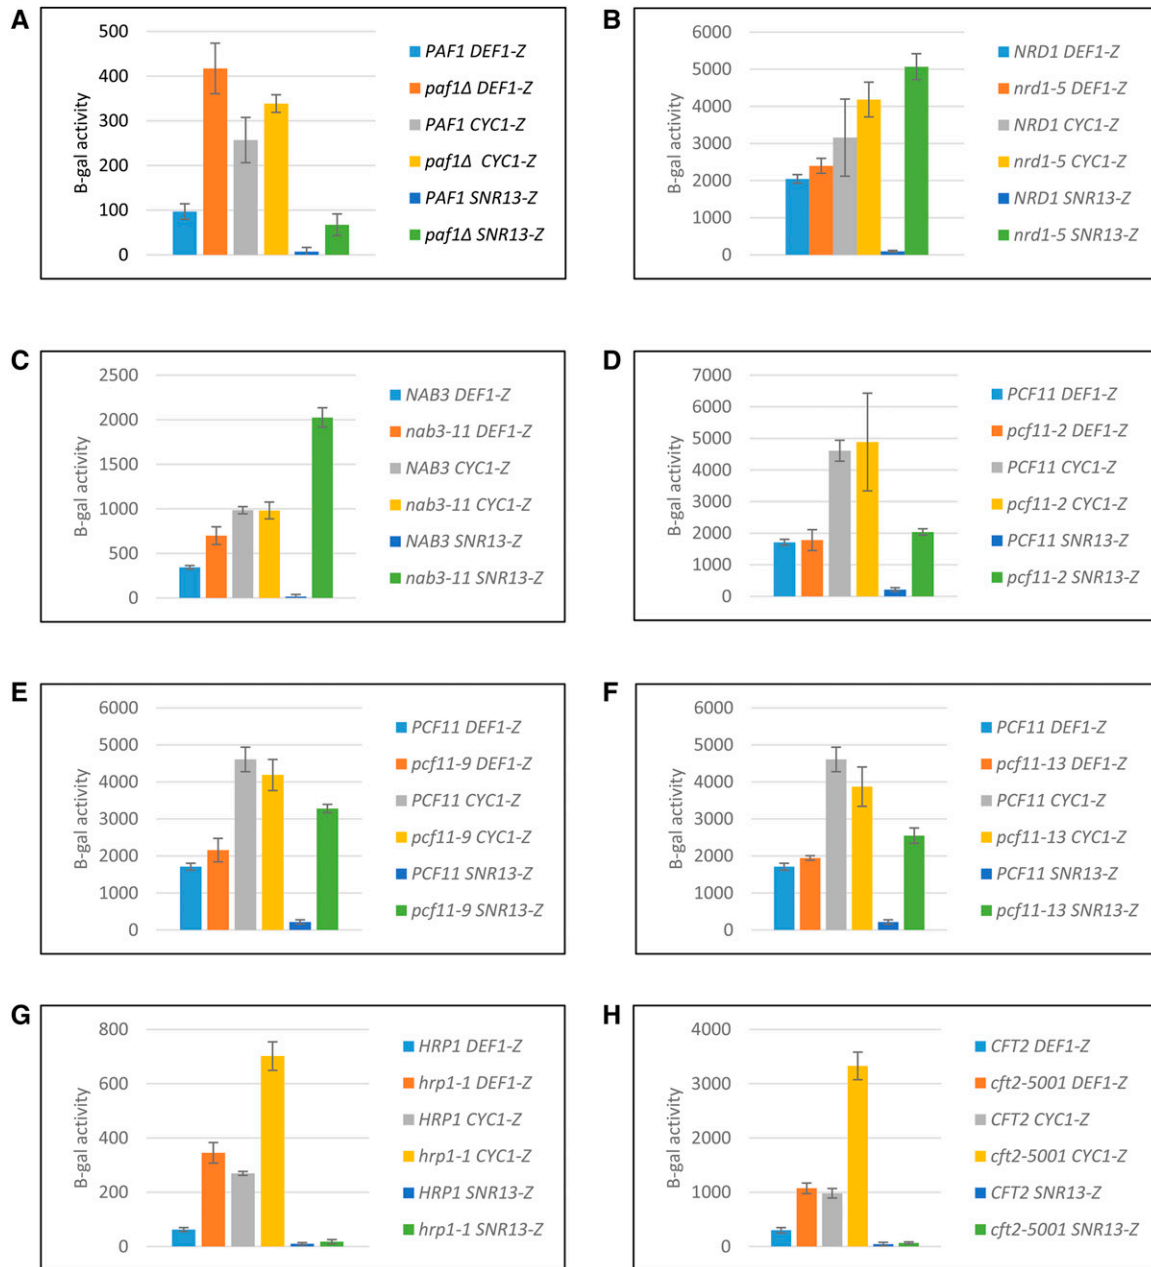 A
B-gal activity
500
400
300
200
100
0
PAF1 DEF1-Z
paf1Δ DEF1-Z
PAF1 CYC1-Z
paf1Δ CYC1-Z
PAF1 SNR13-Z
paf1Δ SNR13-Z
B
B-gal activity
6000
5000
4000
3000
2000
1000
0
NRD1 DEF1-Z
nrd1-5 DEF1-Z
NRD1 CYC1-Z
nrd1-5 CYC1-Z
NRD1 SNR13-Z
nrd1-5 SNR13-Z
C
B-gal activity
2500
2000
1500
1000
500
0
NAB3 DEF1-Z
nab3-11 DEF1-Z
NAB3 CYC1-Z
nab3-11 CYC1-Z
NAB3 SNR13-Z
nab3-11 SNR13-Z
D
B-gal activity
7000
6000
5000
4000
3000
2000
1000
0
PCF11 DEF1-Z
pcf11-2 DEF1-Z
PCF11 CYC1-Z
pcf11-2 CYC1-Z
PCF11 SNR13-Z
pcf11-2 SNR13-Z
E
B-gal activity
6000
5000
4000
3000
2000
1000
0
PCF11 DEF1-Z
pcf11-9 DEF1-Z
PCF11 CYC1-Z
pcf11-9 CYC1-Z
PCF11 SNR13-Z
pcf11-9 SNR13-Z
F
B-gal activity
6000
5000
4000
3000
2000
1000
0
PCF11 DEF1-Z
pcf11-13 DEF1-Z
PCF11 CYC1-Z
pcf11-13 CYC1-Z
PCF11 SNR13-Z
pcf11-13 SNR13-Z
G
B-gal activity
800
600
400
200
0
HRP1 DEF1-Z
hrp1-1 DEF1-Z
HRP1 CYC1-Z
hrp1-1 CYC1-Z
HRP1 SNR13-Z
hrp1-1 SNR13-Z
H
B-gal activity
4000
3000
2000
1000
0
CFT2 DEF1-Z
cft2-5001 DEF1-Z
CFT2 CYC1-Z
cft2-5001 CYC1-Z
CFT2 SNR13-Z
cft2-5001 SNR13-Z